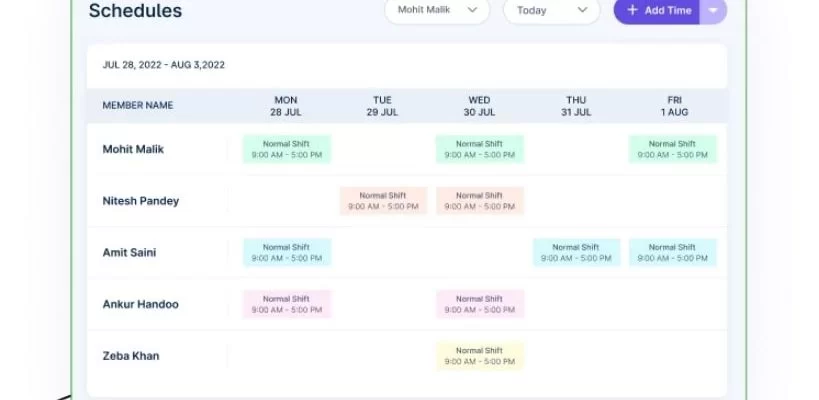 Schedules
Mohit Malik
Today
+ Add Time
JUL 28, 2022 - AUG 3,2022
MEMBER NAME
MON
28 JUL
TUE
29 JUL
WED
30 JUL
THU
31 JUL
FRI
1 AUG
Mohit Malik
Normal Shift
9:00 AM - 5:00 PM
Normal Shift
9:00 AM - 5:00 PM
Normal Shift
9:00 AM - 5:00 PM
Nitesh Pandey
Normal Shift
9:00 AM - 5:00 PM
Normal Shift
9:00 AM - 5:00 PM
Amit Saini
Normal Shift
9:00 AM - 5:00 PM
Normal Shift
9:00 AM - 5:00 PM
Normal Shift
9:00 AM - 5:00 PM
Ankur Handoo
Normal Shift
9:00 AM - 5:00 PM
Normal Shift
9:00 AM - 5:00 PM
Zeba Khan
Normal Shift
9:00 AM - 5:00 PM